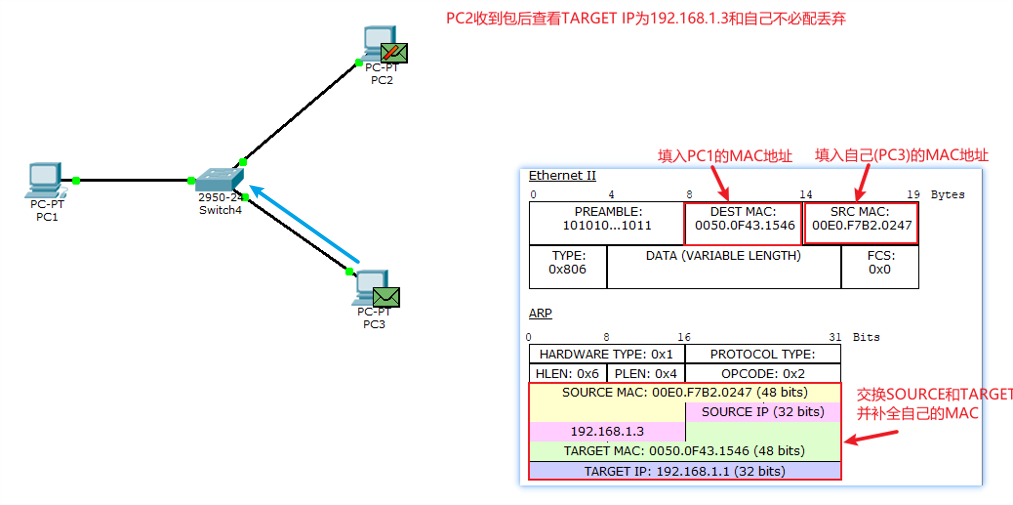 PC2收到包后查看TARGET IP为192.168.1.3和自己不必配丢弃
PC-PT
PC2
PC-PT
PC1
2950-24
Switch4
PC-PT
PC3
填入PC1的MAC地址
填入自己(PC3)的MAC地址
Ethernet II
0 4 8 14 19 Bytes
PREAMBLE:
101010...1011
DEST MAC:
0050.0F43.1546
SRC MAC:
00E0.F7B2.0247
TYPE:
0x806
DATA (VARIABLE LENGTH)
FCS:
0x0
ARP
0 8 16 31 Bits
HARDWARE TYPE: 0x1
PROTOCOL TYPE:
HLEN: 0x6
PLEN: 0x4
OPCODE: 0x2
SOURCE MAC: 00E0.F7B2.0247 (48 bits)
SOURCE IP (32 bits)
192.168.1.3
TARGET MAC: 0050.0F43.1546 (48 bits)
TARGET IP: 192.168.1.1 (32 bits)
交换SOURCE和TARGET
并补全自己的MAC